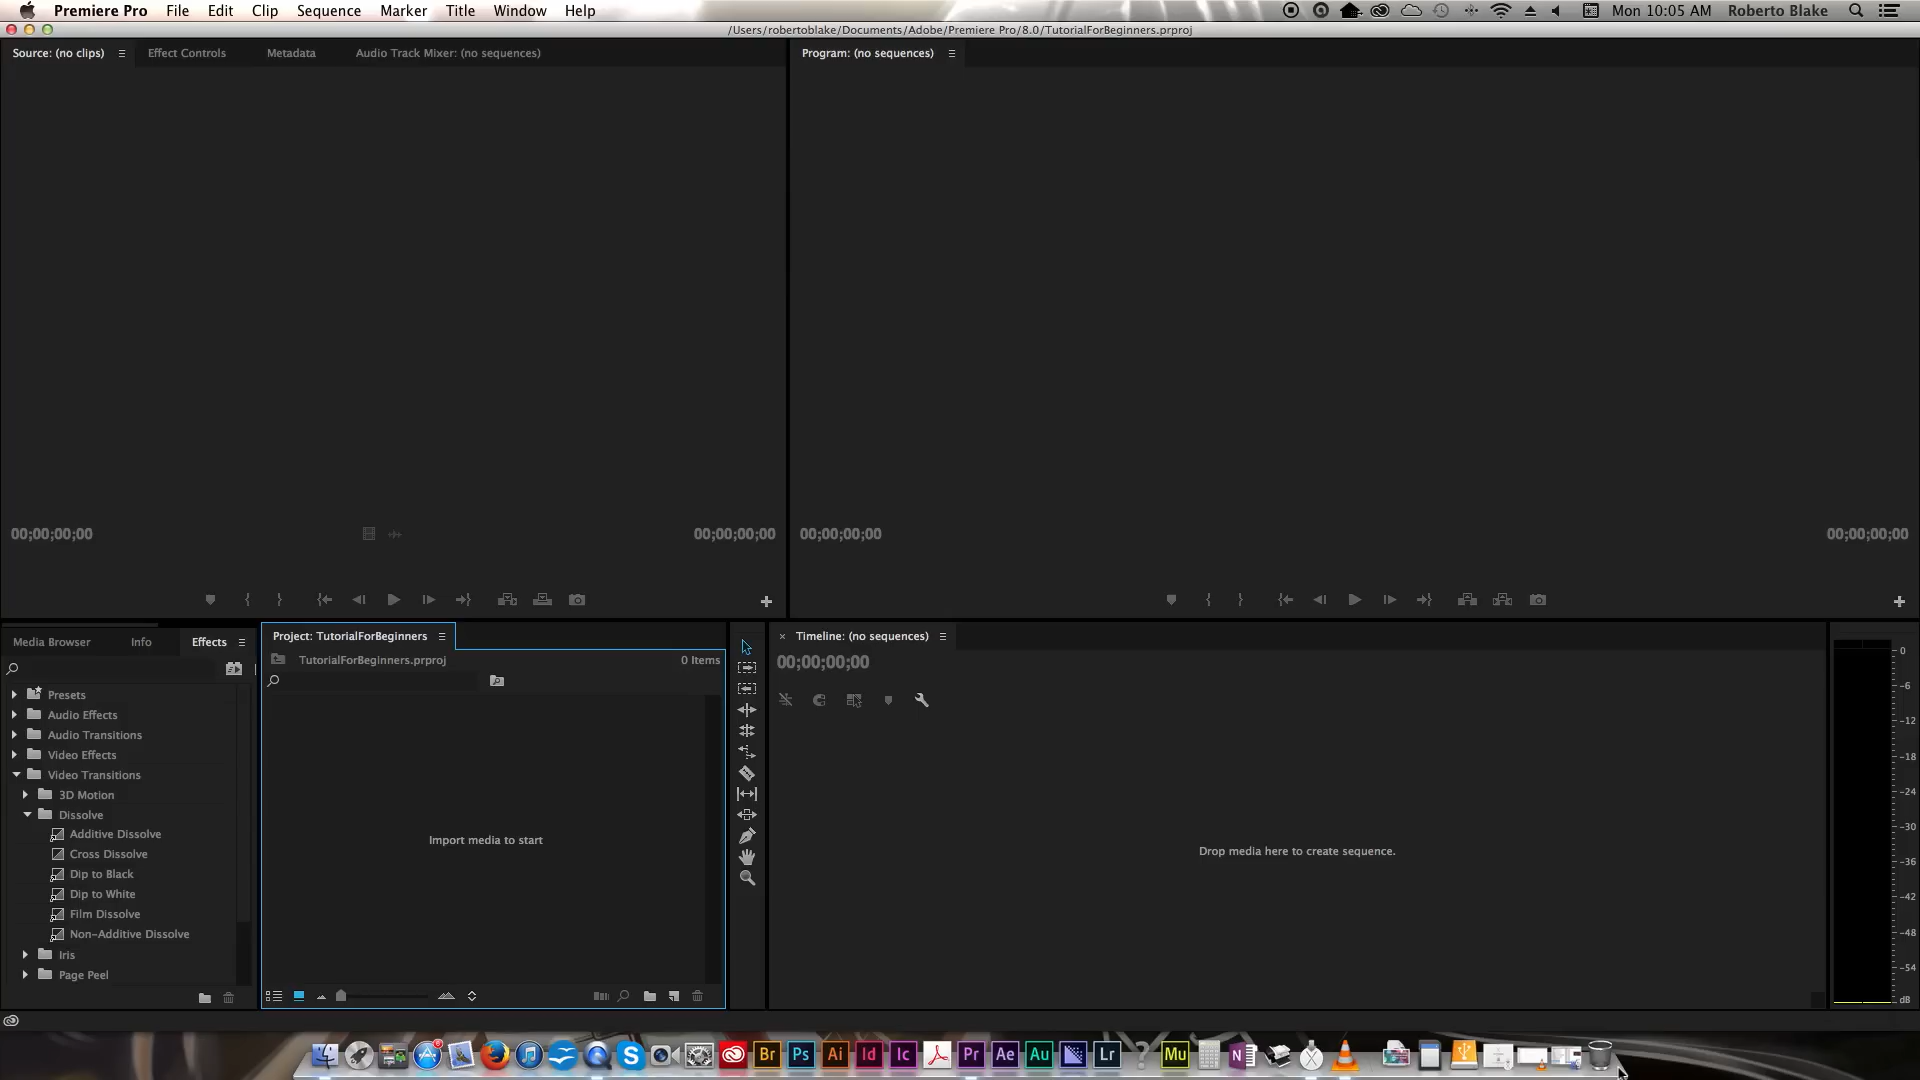 Premiere Pro File Edit Clip Sequence Marker Title Window Help Mon 10:05 AM Roberto Blake
/Users/robertoblake/Documents/Adobe/Premiere Pro/8.0/TutorialForBeginners.prproj
Source: (no clips) Effect Controls Metadata Audio Track Mixer: (no sequences) Program: (no sequences)
00;00;00;00 00;00;00;00 00;00;00;00 00;00;00;00
Media Browser Info Effects
Presets
Audio Effects
Audio Transitions
Video Effects
Video Transitions
3D Motion
Dissolve
Additive Dissolve
Cross Dissolve
Dip to Black
Dip to White
Film Dissolve
Non-Additive Dissolve
Iris
Page Peel
Project: TutorialForBeginners
TutorialForBeginners.prproj 0 Items
Import media to start
× Timeline: (no sequences)
00;00;00;00
Drop media here to create sequence.
0
-6
-12
-18
-24
-30
-36
-42
-48
-54
dB
Br Ps Ai Id Ic Pr Ae Au Lr Mu N